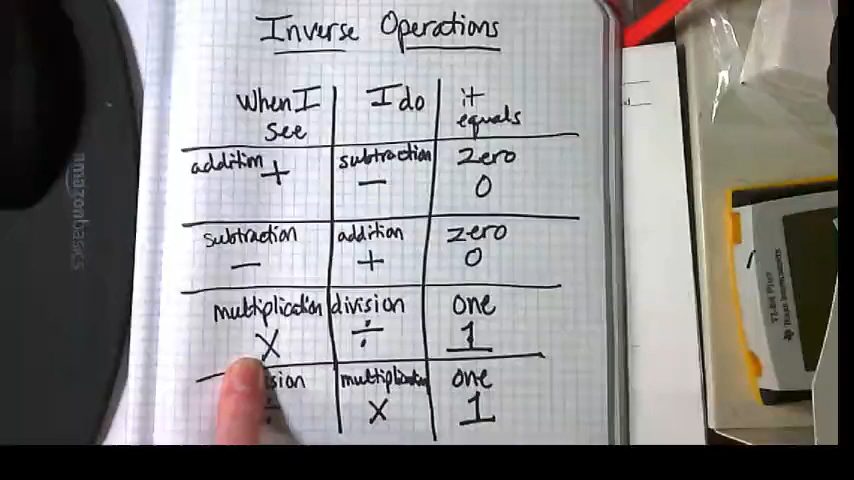 Inverse Operations
When I see
I do
it equals
addition +
subtraction −
zero 0
subtraction −
addition +
zero 0
multiplication X
division ÷
one 1
multiplication x
one 1
amazonbasics
TI-84 Plus
Texas Instruments